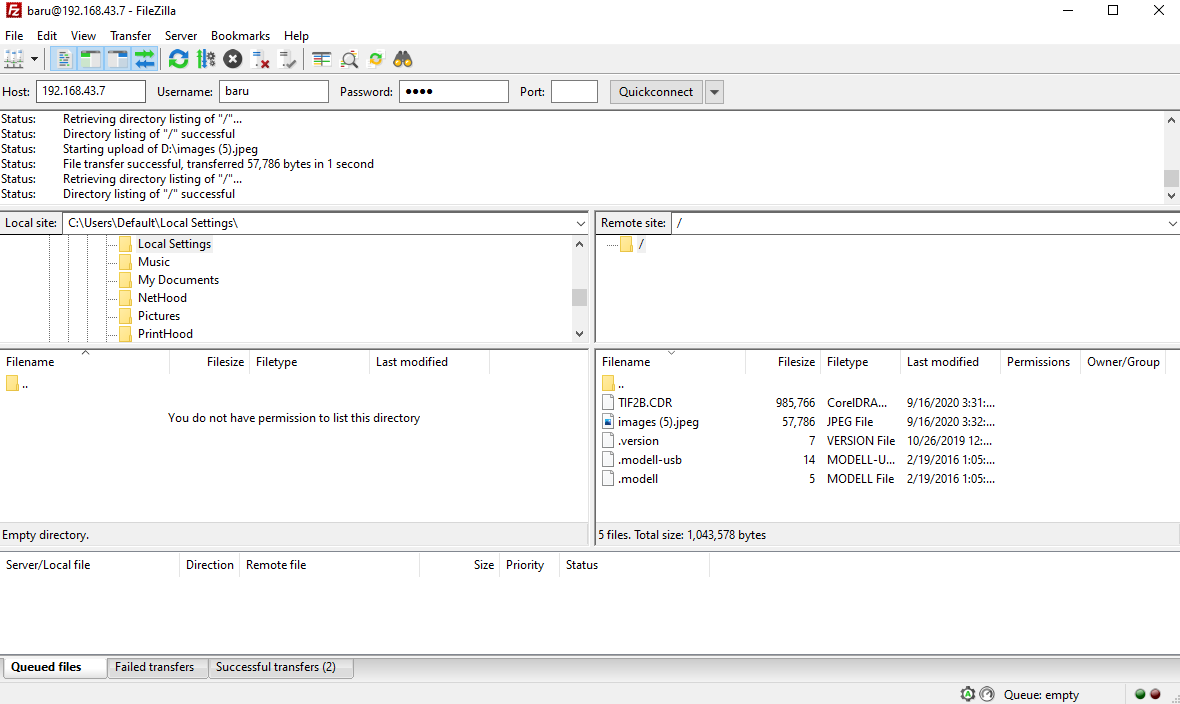 baru@192.168.43.7 - FileZilla
File Edit View Transfer Server Bookmarks Help
Host: 192.168.43.7 Username: baru Password: ●●●● Port: Quickconnect
Status: Retrieving directory listing of "/"...
Status: Directory listing of "/" successful
Status: Starting upload of D:\images (5).jpeg
Status: File transfer successful, transferred 57,786 bytes in 1 second
Status: Retrieving directory listing of "/"...
Status: Directory listing of "/" successful
Local site: C:\Users\Default\Local Settings\
Local Settings
Music
My Documents
NetHood
Pictures
PrintHood
Remote site: /
/
Filename Filesize Filetype Last modified
..
You do not have permission to list this directory
Empty directory.
Filename Filesize Filetype Last modified Permissions Owner/Group
..
TIF2B.CDR 985,766 CorelDRA... 9/16/2020 3:31:...
images (5).jpeg 57,786 JPEG File 9/16/2020 3:32:...
.version 7 VERSION File 10/26/2019 12:...
.modell-usb 14 MODELL-U... 2/19/2016 1:05:...
.modell 5 MODELL File 2/19/2016 1:05:...
5 files. Total size: 1,043,578 bytes
Server/Local file Direction Remote file Size Priority Status
Queued files Failed transfers Successful transfers (2)
Queue: empty